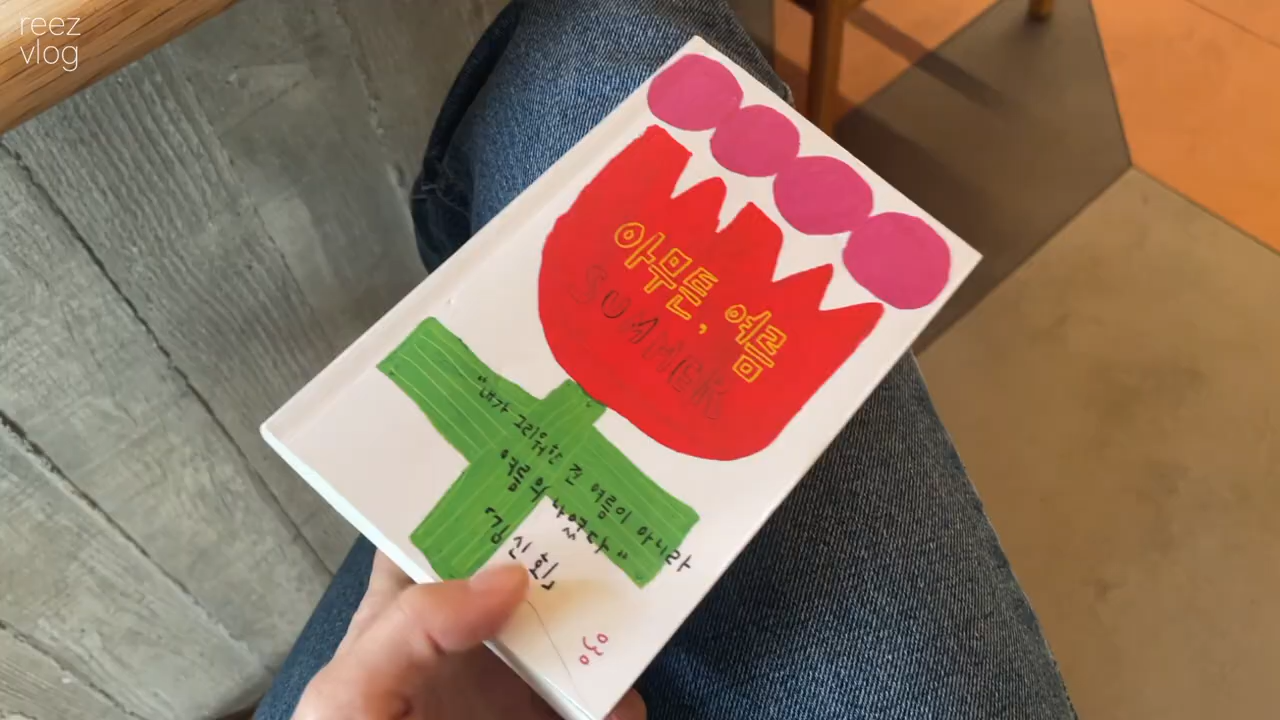 reez
vlog
아무튼, 여름
SUMMER
"내가 그리워한 건 여름이 아니라
여름의 나였다"
김신회